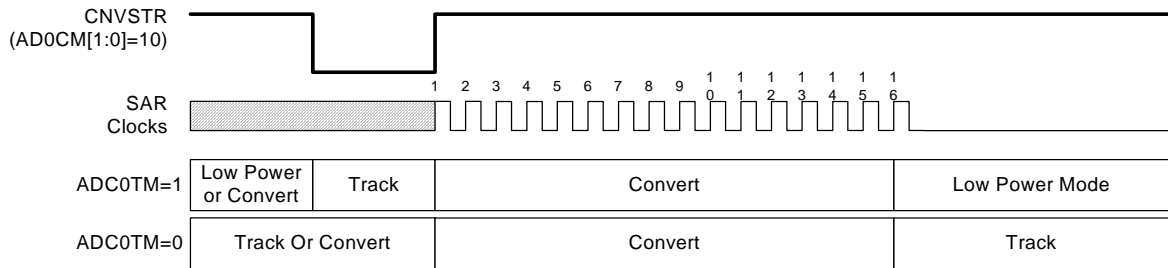 CNVSTR
(AD0CM[1:0]=10)
1 2 3 4 5 6 7 8 9 10 11 12 13 14 15 16
SAR
Clocks
ADC0TM=1
Low Power
or Convert
Track
Convert
Low Power Mode
ADC0TM=0
Track Or Convert
Convert
Track